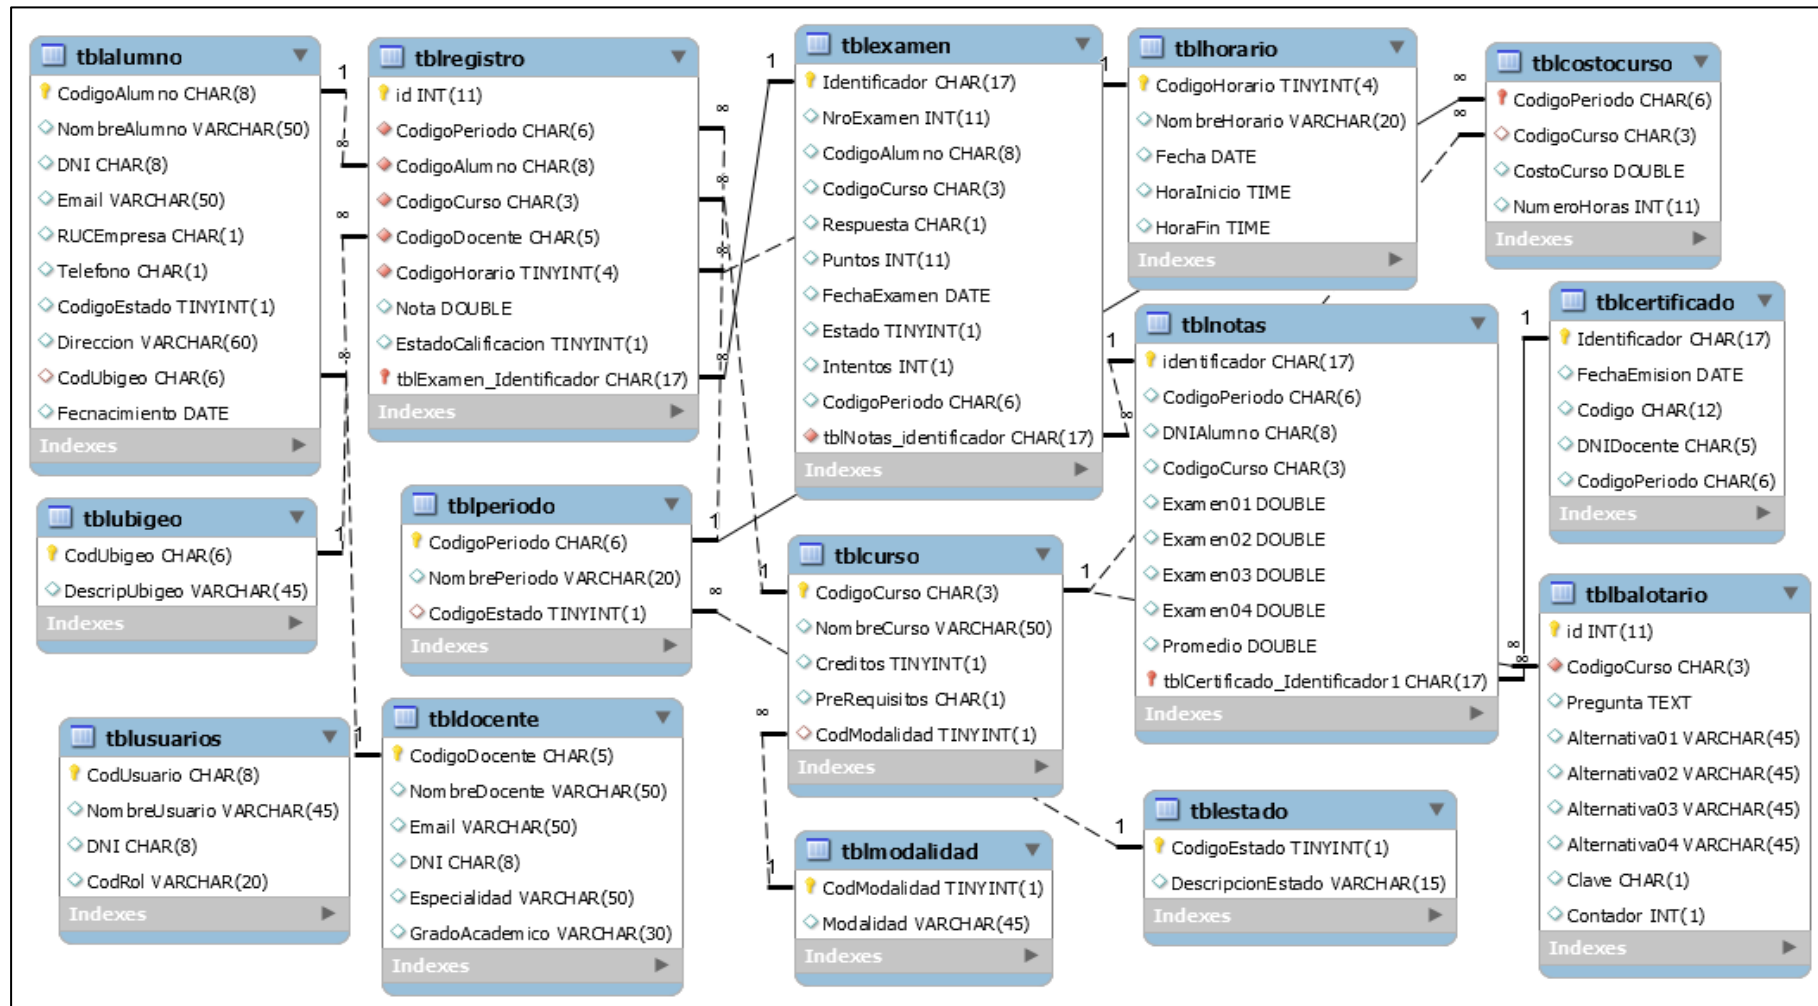 tblalumno
CodigoAlumno CHAR(8)
NombreAlumno VARCHAR(50)
DNI CHAR(8)
Email VARCHAR(50)
RUCEmpresa CHAR(1)
Telefono CHAR(1)
CodigoEstado TINYINT(1)
Direccion VARCHAR(60)
CodUbigeo CHAR(6)
Fecnacimiento DATE
Indexes
1
∞
∞
∞
tblregistro
id INT(11)
CodigoPeriodo CHAR(6)
CodigoAlumno CHAR(8)
CodigoCurso CHAR(3)
CodigoDocente CHAR(5)
CodigoHorario TINYINT(4)
Nota DOUBLE
EstadoCalificacion TINYINT(1)
tblExamen_Identificador CHAR(17)
Indexes
1
∞
∞
∞
∞
tblexamen
Identificador CHAR(17)
NroExamen INT(11)
CodigoAlumno CHAR(8)
CodigoCurso CHAR(3)
Respuesta CHAR(1)
Puntos INT(11)
FechaExamen DATE
Estado TINYINT(1)
Intentos INT(1)
CodigoPeriodo CHAR(6)
tblNotas_identificador CHAR(17)
Indexes
1
tblhorario
CodigoHorario TINYINT(4)
NombreHorario VARCHAR(20)
Fecha DATE
HoraInicio TIME
HoraFin TIME
Indexes
∞
∞
tblcostocurso
CodigoPeriodo CHAR(6)
CodigoCurso CHAR(3)
CostoCurso DOUBLE
NumeroHoras INT(11)
Indexes
1
∞
tblnotas
identificador CHAR(17)
CodigoPeriodo CHAR(6)
DNIAlumno CHAR(8)
CodigoCurso CHAR(3)
Examen01 DOUBLE
Examen02 DOUBLE
Examen03 DOUBLE
Examen04 DOUBLE
Promedio DOUBLE
tblCertificado_Identificador1 CHAR(17)
Indexes
1
∞
∞
tblcertificado
Identificador CHAR(17)
FechaEmision DATE
Codigo CHAR(12)
DNIDocente CHAR(5)
CodigoPeriodo CHAR(6)
tblubigeo
CodUbigeo CHAR(6)
DescripUbigeo VARCHAR(45)
Indexes
1
tblperiodo
CodigoPeriodo CHAR(6)
NombrePeriodo VARCHAR(20)
CodigoEstado TINYINT(1)
Indexes
1
∞
1
tblcurso
CodigoCurso CHAR(3)
NombreCurso VARCHAR(50)
Creditos TINYINT(1)
PreRequisitos CHAR(1)
CodModalidad TINYINT(1)
Indexes
1
∞
tblbalotario
id INT(11)
CodigoCurso CHAR(3)
Pregunta TEXT
Alternativa01 VARCHAR(45)
Alternativa02 VARCHAR(45)
Alternativa03 VARCHAR(45)
Alternativa04 VARCHAR(45)
Clave CHAR(1)
Contador INT(1)
Indexes
tblusuarios
CodUsuario CHAR(8)
NombreUsuario VARCHAR(45)
DNI CHAR(8)
CodRol VARCHAR(20)
Indexes
1
tbldocente
CodigoDocente CHAR(5)
NombreDocente VARCHAR(50)
Email VARCHAR(50)
DNI CHAR(8)
Especialidad VARCHAR(50)
GradoAcademico VARCHAR(30)
Indexes
1
tblmodalidad
CodModalidad TINYINT(1)
Modalidad VARCHAR(45)
Indexes
1
tblestado
CodigoEstado TINYINT(1)
DescripcionEstado VARCHAR(15)
Indexes